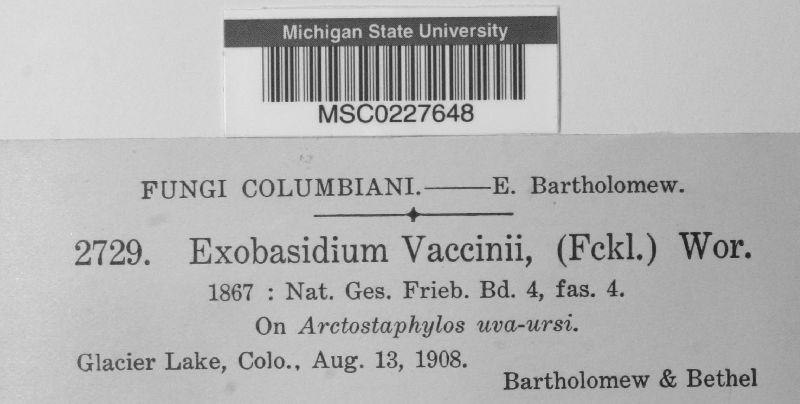 Michigan State University
MSC0227648
FUNGI COLUMBIANI.——E. Bartholomew.
2729. Exobasidium Vaccinii, (Fckl.) Wor.
1867 : Nat. Ges. Frieb. Bd. 4, fas. 4.
On Arctostaphylos uva-ursi.
Glacier Lake, Colo., Aug. 13, 1908.
Bartholomew & Bethel